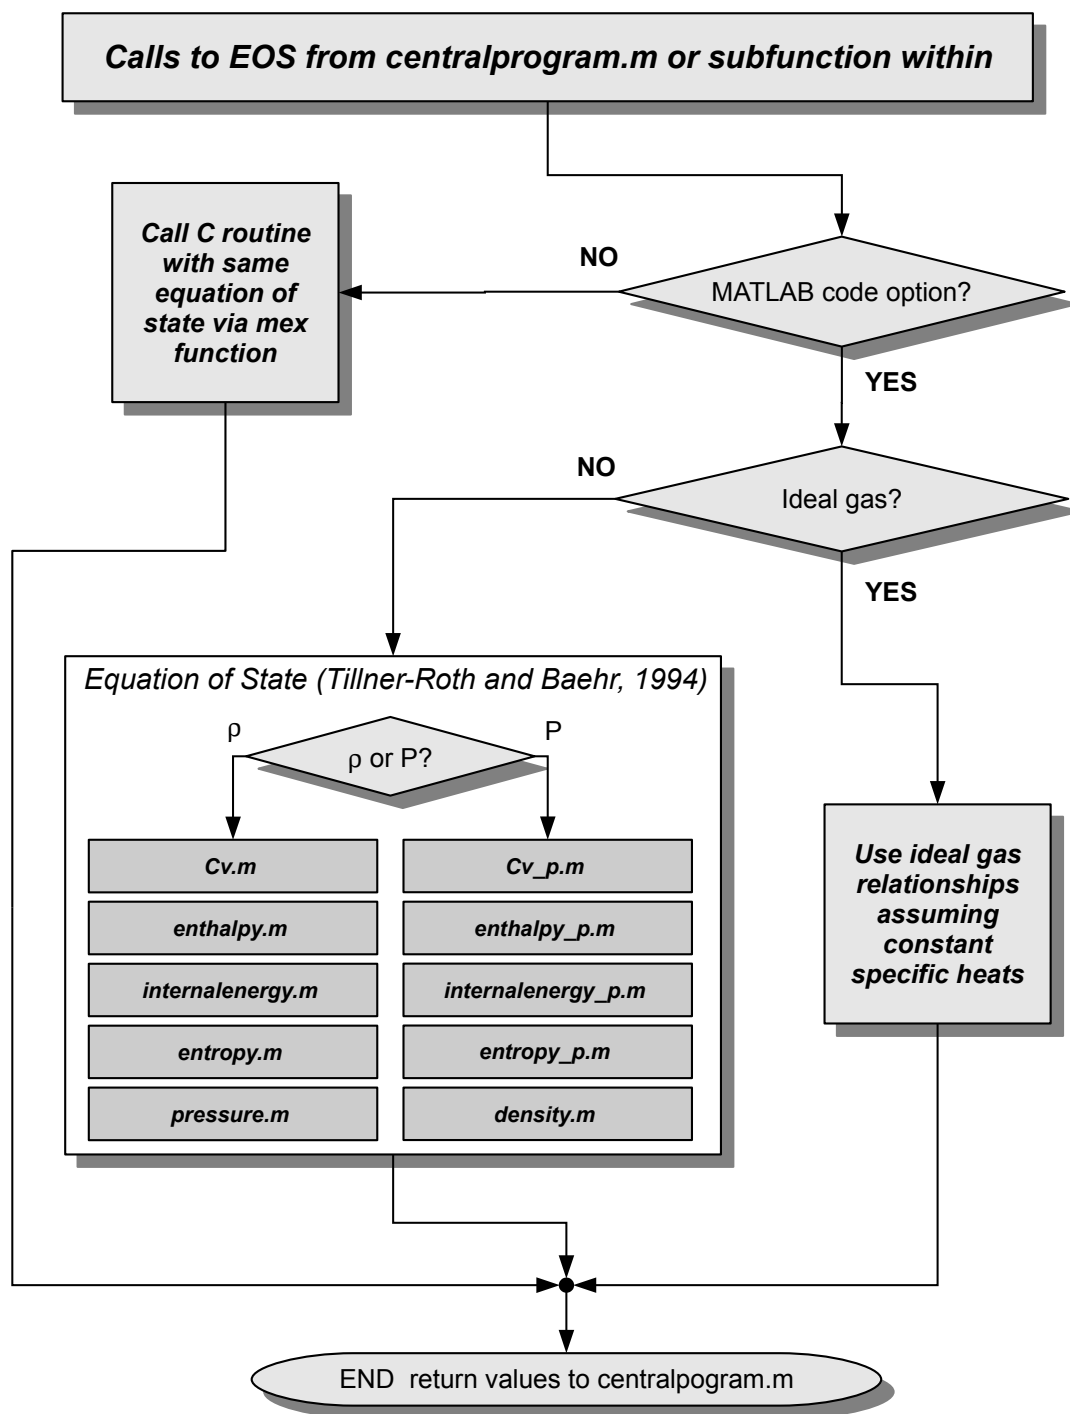 Calls to EOS from centralprogram.m or subfunction within
Call C routine
with same
equation of
state via mex
function
NO
MATLAB code option?
YES
NO
Ideal gas?
YES
Equation of State (Tillner-Roth and Baehr, 1994)
ρ
P
ρ or P?
Cv.m
Cv_p.m
enthalpy.m
enthalpy_p.m
internalenergy.m
internalenergy_p.m
entropy.m
entropy_p.m
pressure.m
density.m
Use ideal gas
relationships
assuming
constant
specific heats
END  return values to centralpogram.m